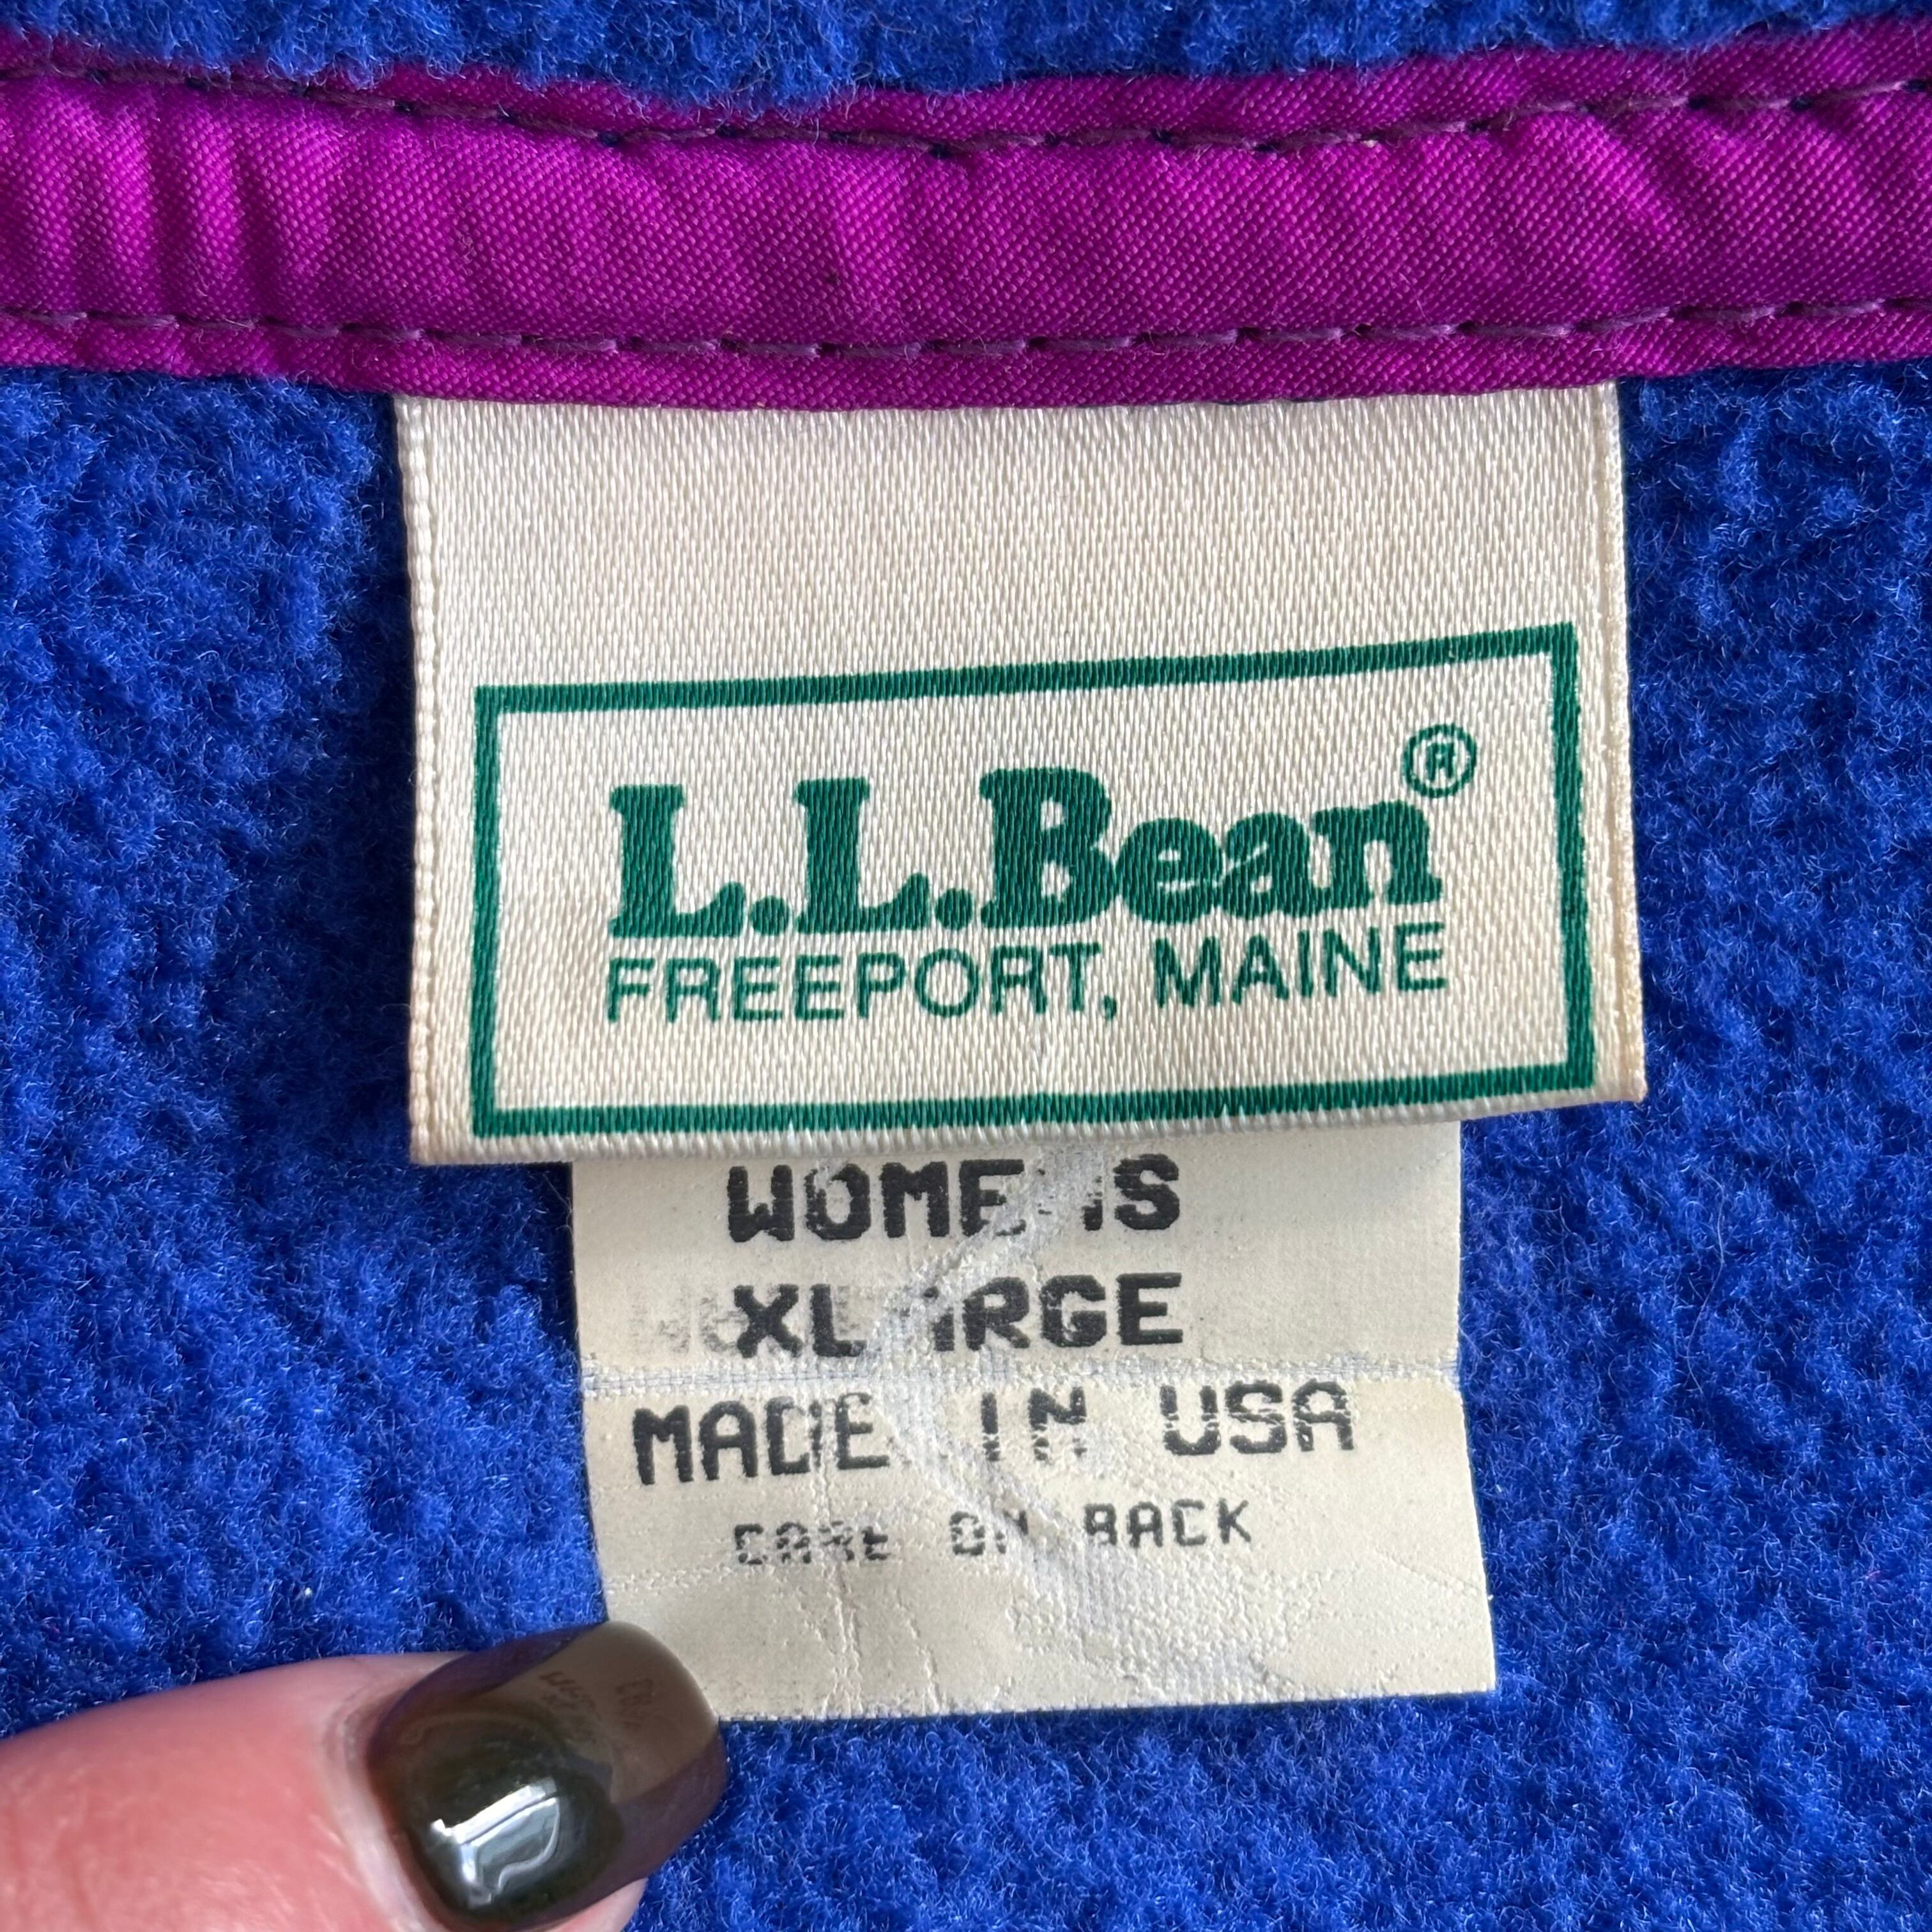 L.L.Bean®
FREEPORT, MAINE
WOMENS
XLARGE
MADE IN USA
CARE ON BACK